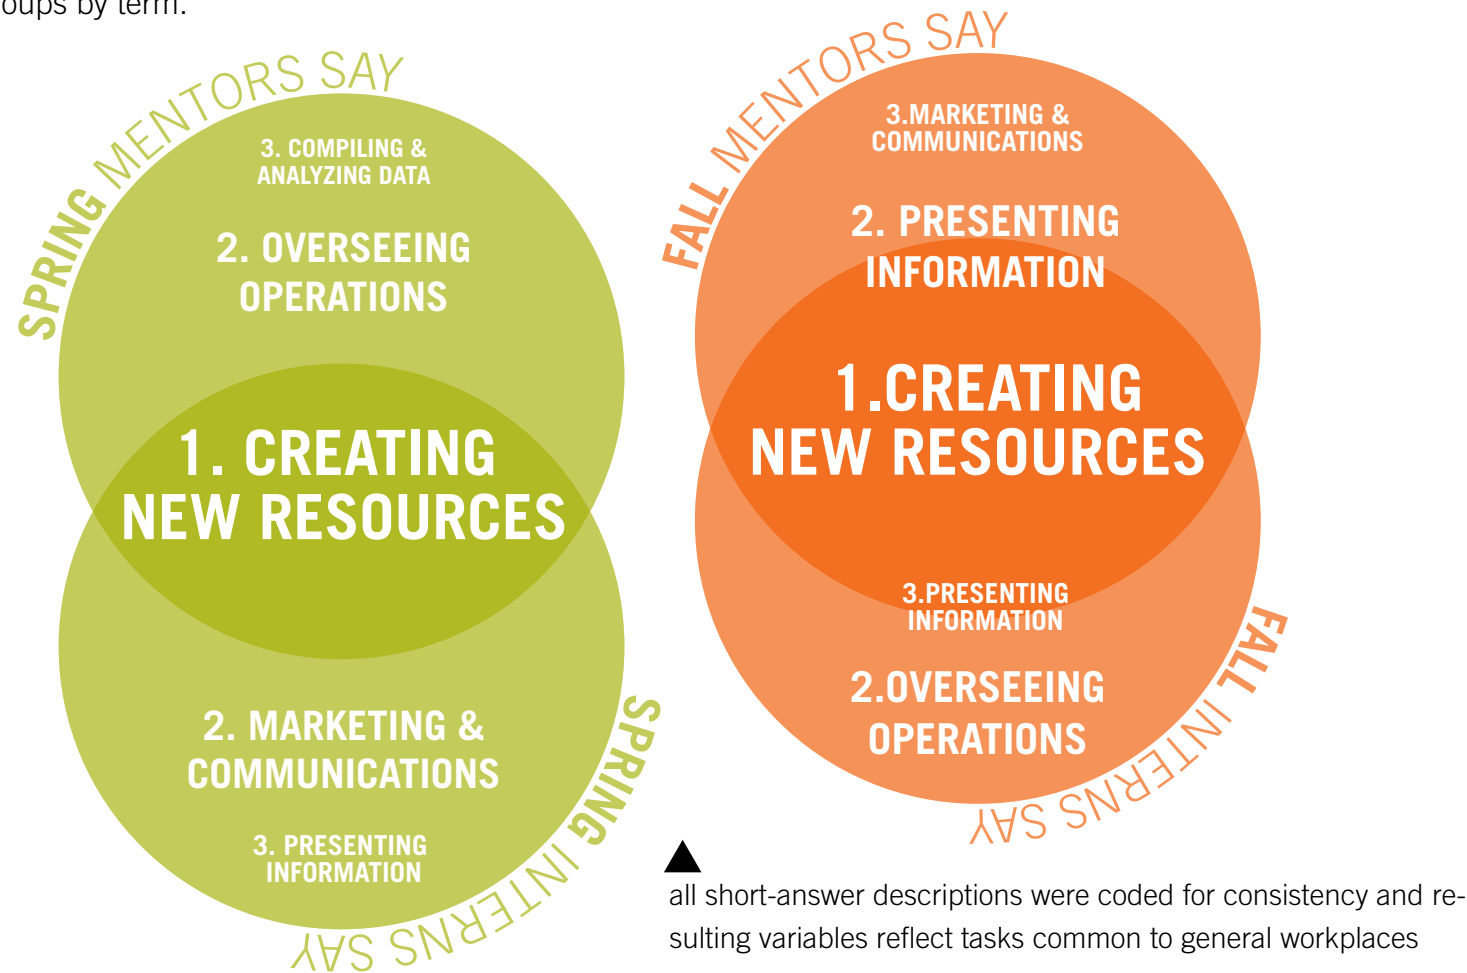 oups by term.
SPRING MENTORS SAY
3. COMPILING &
ANALYZING DATA
2. OVERSEEING
OPERATIONS
1. CREATING
NEW RESOURCES
2. MARKETING &
COMMUNICATIONS
3. PRESENTING
INFORMATION
SPRING INTERNS SAY
FALL MENTORS SAY
3.MARKETING &
COMMUNICATIONS
2. PRESENTING
INFORMATION
1.CREATING
NEW RESOURCES
3.PRESENTING
INFORMATION
2.OVERSEEING
OPERATIONS
FALL INTERNS SAY
all short-answer descriptions were coded for consistency and re-
sulting variables reflect tasks common to general workplaces